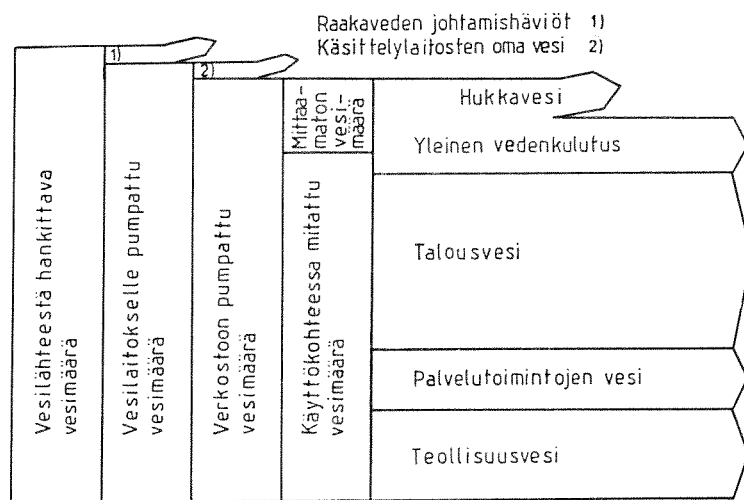 Raakaveden johtamishäviöt 1)
Käsittelylaitosten oma vesi 2)
1)
2)
Vesilähteestä hankittava
vesimäärä
Vesilaitokselle pumpattu
vesimäärä
Verkostoon pumpattu
vesimäärä
Mittaa-
maton
vesi-
määrä
Käyttökohteessa mitattu
vesimäärä
Hukkavesi
Yleinen vedenkulutus
Talousvesi
Palvelutoimintojen vesi
Teollisuusvesi